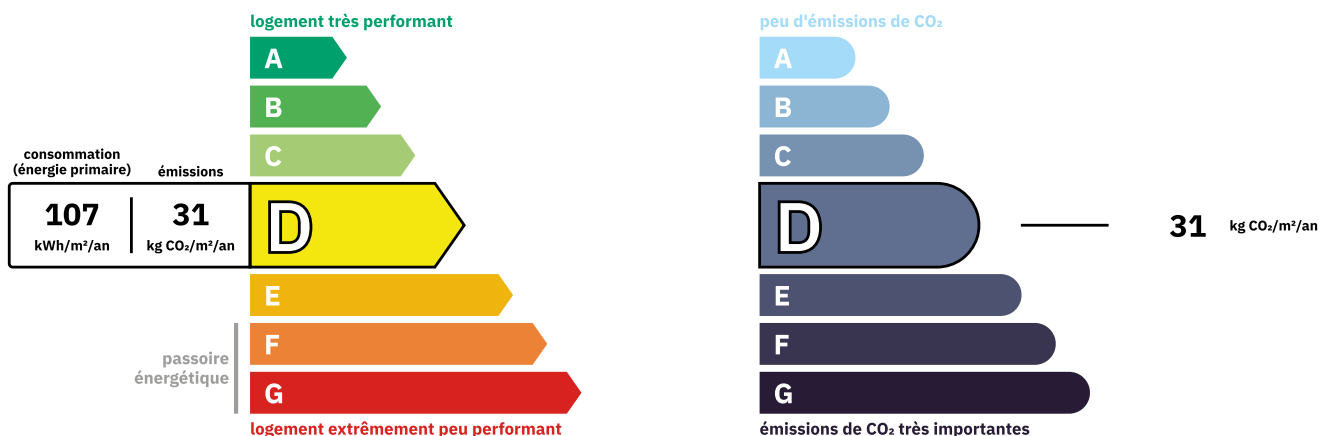 logement très performant
A
B
C
consommation
(énergie primaire)
émissions
107
kWh/m²/an
31
kg CO₂/m²/an
D
E
F
G
passoire
énergétique
logement extrêmement peu performant
peu d'émissions de CO₂
A
B
C
D
31 kg CO₂/m²/an
E
F
G
émissions de CO₂ très importantes